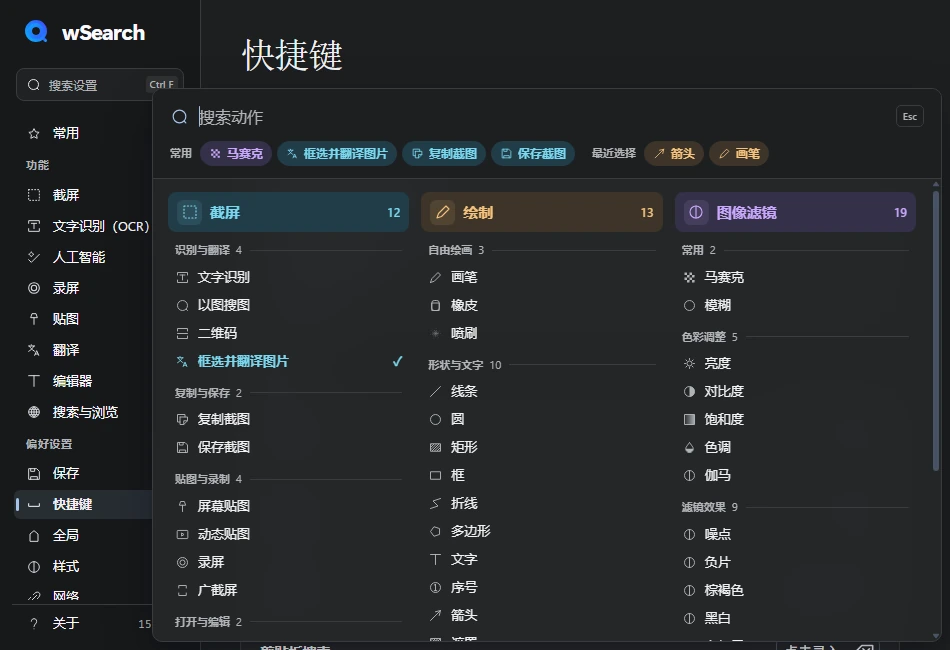 wSearch
快捷键
搜索设置
Ctrl F
常用
功能
截屏
文字识别（OCR）
人工智能
录屏
贴图
翻译
编辑器
搜索与浏览
偏好设置
保存
快捷键
全局
样式
网络
关于
15
搜索动作
Esc
常用
马赛克
框选并翻译图片
复制截图
保存截图
最近选择
箭头
画笔
截屏 12
识别与翻译 4
文字识别
以图搜图
二维码
框选并翻译图片
复制与保存 2
复制截图
保存截图
贴图与录制 4
屏幕贴图
动态贴图
录屏
广截屏
打开与编辑 2
绘制 13
自由绘画 3
画笔
橡皮
喷刷
形状与文字 10
线条
圆
矩形
框
折线
多边形
文字
序号
箭头
图像滤镜 19
常用 2
马赛克
模糊
色彩调整 5
亮度
对比度
饱和度
色调
伽马
滤镜效果 9
噪点
负片
棕褐色
黑白